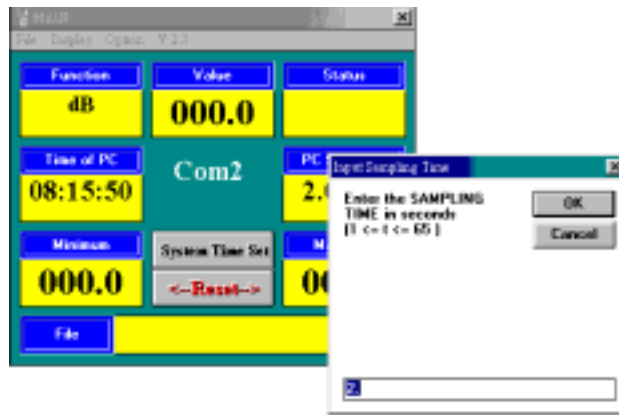 MAIN
File Display Option V 2.3
Function Value Status
dB 000.0
Time of PC PC
08:15:50 Com2 2.
Input Sampling Time
Enter the SAMPLING
TIME in seconds
(1 <= t <= 65 )
OK
Cancel
Minimum System Time Set
000.0 <--Reset-->
File
2.